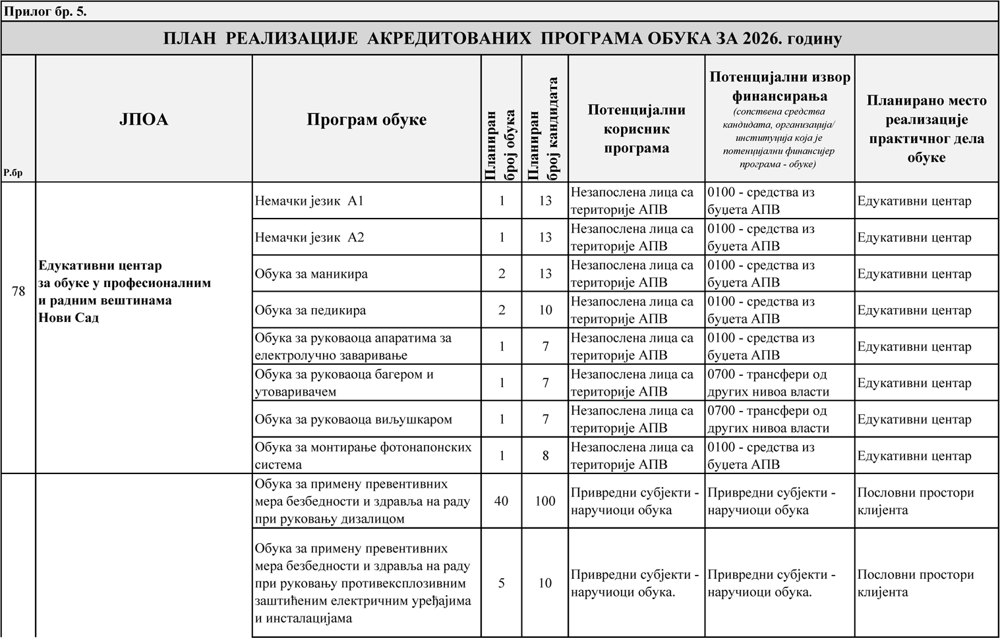 Прилог бр. 5.
ПЛАН РЕАЛИЗАЦИЈЕ АКРЕДИТОВАНИХ ПРОГРАМА ОБУКА ЗА 2026. годину
Р.бр
ЈПОА
Програм обуке
Планиран
број обука
Планиран
број кандидата
Потенцијални
корисник
програма
Потенцијални извор
финансирања
(сопствена средства
кандидата, организација/
институција која је
потенцијални финансијер
програма - обуке)
Планирано место
реализације
практичног дела
обуке
78
Едукативни центар
за обуке у професионалним
и радним вештинама
Нови Сад
Немачки језик А1
1
13
Незапослена лица са
територије АПВ
0100 - средства из
буџета АПВ
Едукативни центар
Немачки језик А2
1
13
Незапослена лица са
територије АПВ
0100 - средства из
буџета АПВ
Едукативни центар
Обука за маникира
2
13
Незапослена лица са
територије АПВ
0100 - средства из
буџета АПВ
Едукативни центар
Обука за педикира
2
10
Незапослена лица са
територије АПВ
0100 - средства из
буџета АПВ
Едукативни центар
Обука за руковаоца апаратима за
електролучно заваривање
1
7
Незапослена лица са
територије АПВ
0100 - средства из
буџета АПВ
Едукативни центар
Обука за руковаоца багером и
утоваривачем
1
7
Незапослена лица са
територије АПВ
0700 - трансфери од
других нивоа власти
Едукативни центар
Обука за руковаоца виљушкаром
1
7
Незапослена лица са
територије АПВ
0700 - трансфери од
других нивоа власти
Едукативни центар
Обука за монтирање фотонапонских
система
1
8
Незапослена лица са
територије АПВ
0100 - средства из
буџета АПВ
Едукативни центар
Обука за примену превентивних
мера безбедности и здравља на раду
при руковању дизалицом
40
100
Привредни субјекти -
наручиоци обука
Привредни субјекти -
наручиоци обука
Пословни простори
клијента
Обука за примену превентивних
мера безбедности и здравља на раду
при руковању противексплозивним
заштићеним електричним уређајима
и инсталацијама
5
10
Привредни субјекти -
наручиоци обука.
Привредни субјекти -
наручиоци обука.
Пословни простори
клијента